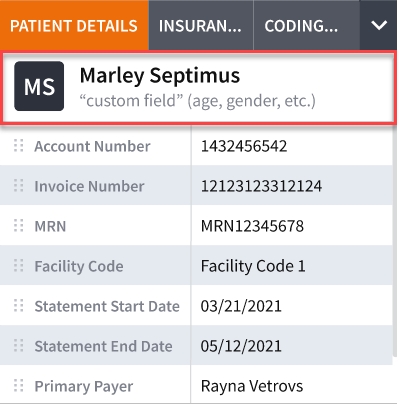 PATIENT DETAILS INSURAN... CODING...
MS
Marley Septimus
“custom field” (age, gender, etc.)
Account Number 1432456542
Invoice Number 12123123312124
MRN MRN12345678
Facility Code Facility Code 1
Statement Start Date 03/21/2021
Statement End Date 05/12/2021
Primary Payer Rayna Vetrovs